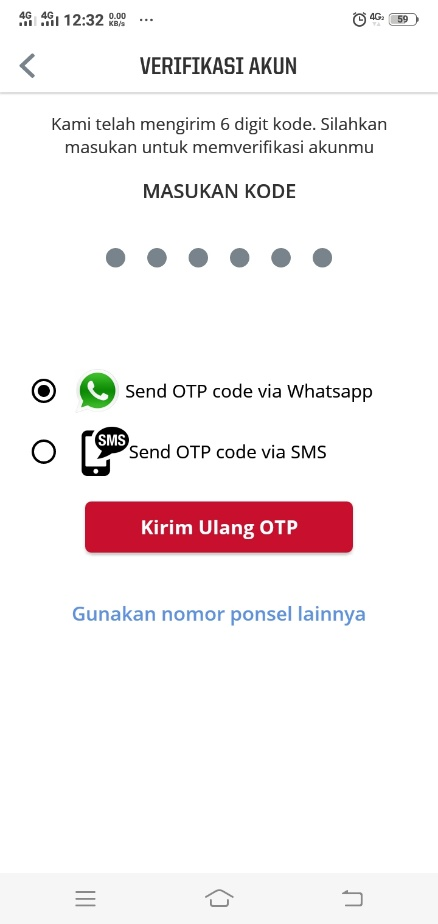 4G 4G 12:32 0.00 KB/s ... 4G2 59
VERIFIKASI AKUN
Kami telah mengirim 6 digit kode. Silahkan
masukan untuk memverifikasi akunmu
MASUKAN KODE
Send OTP code via Whatsapp
SMS Send OTP code via SMS
Kirim Ulang OTP
Gunakan nomor ponsel lainnya